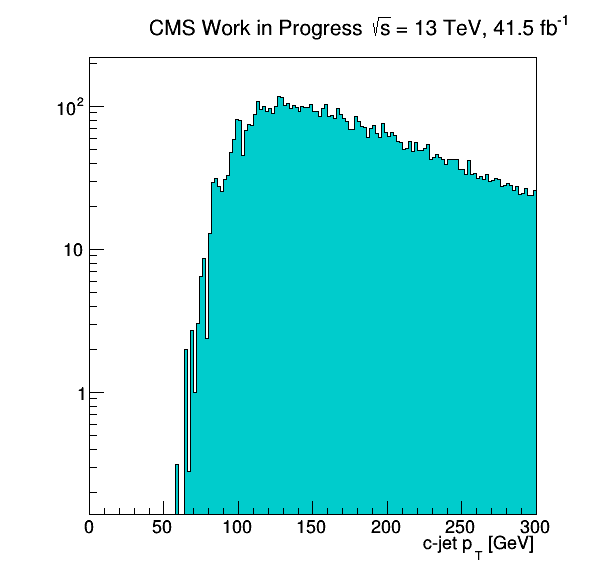 CMS Work in Progress √s = 13 TeV, 41.5 fb⁻¹
10²
10
1
0 50 100 150 200 250 300
c-jet p_T [GeV]